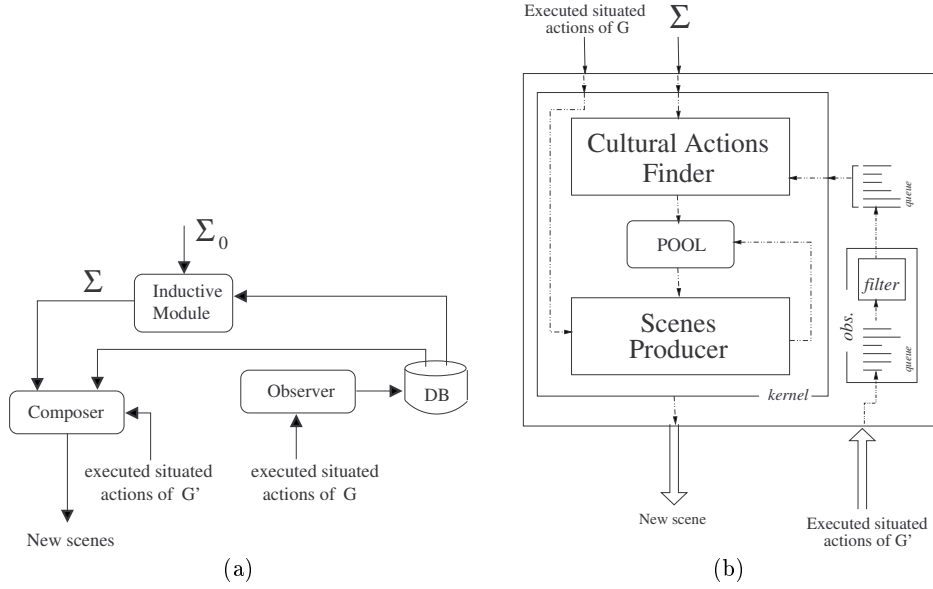 Σ 0
Σ
Inductive
Module
Composer
Observer
DB
executed situated
actions of G'
executed situated
actions of G
New scenes
(a)
Executed situated
actions of G
Σ
Cultural Actions
Finder
POOL
Scenes
Producer
kernel
queue
filter
obs.
queue
New scene
Executed situated
actions of G'
(b)